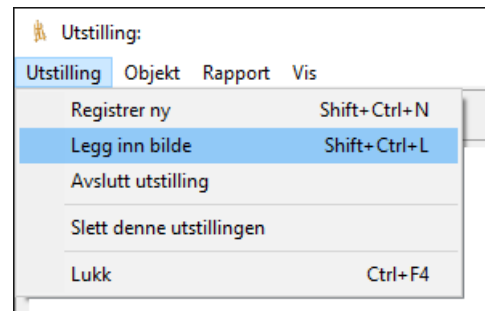 Utstilling:
Utstilling Objekt Rapport Vis
Registrer ny Shift+Ctrl+N
Legg inn bilde Shift+Ctrl+L
Avslutt utstilling
Slett denne utstillingen
Lukk Ctrl+F4